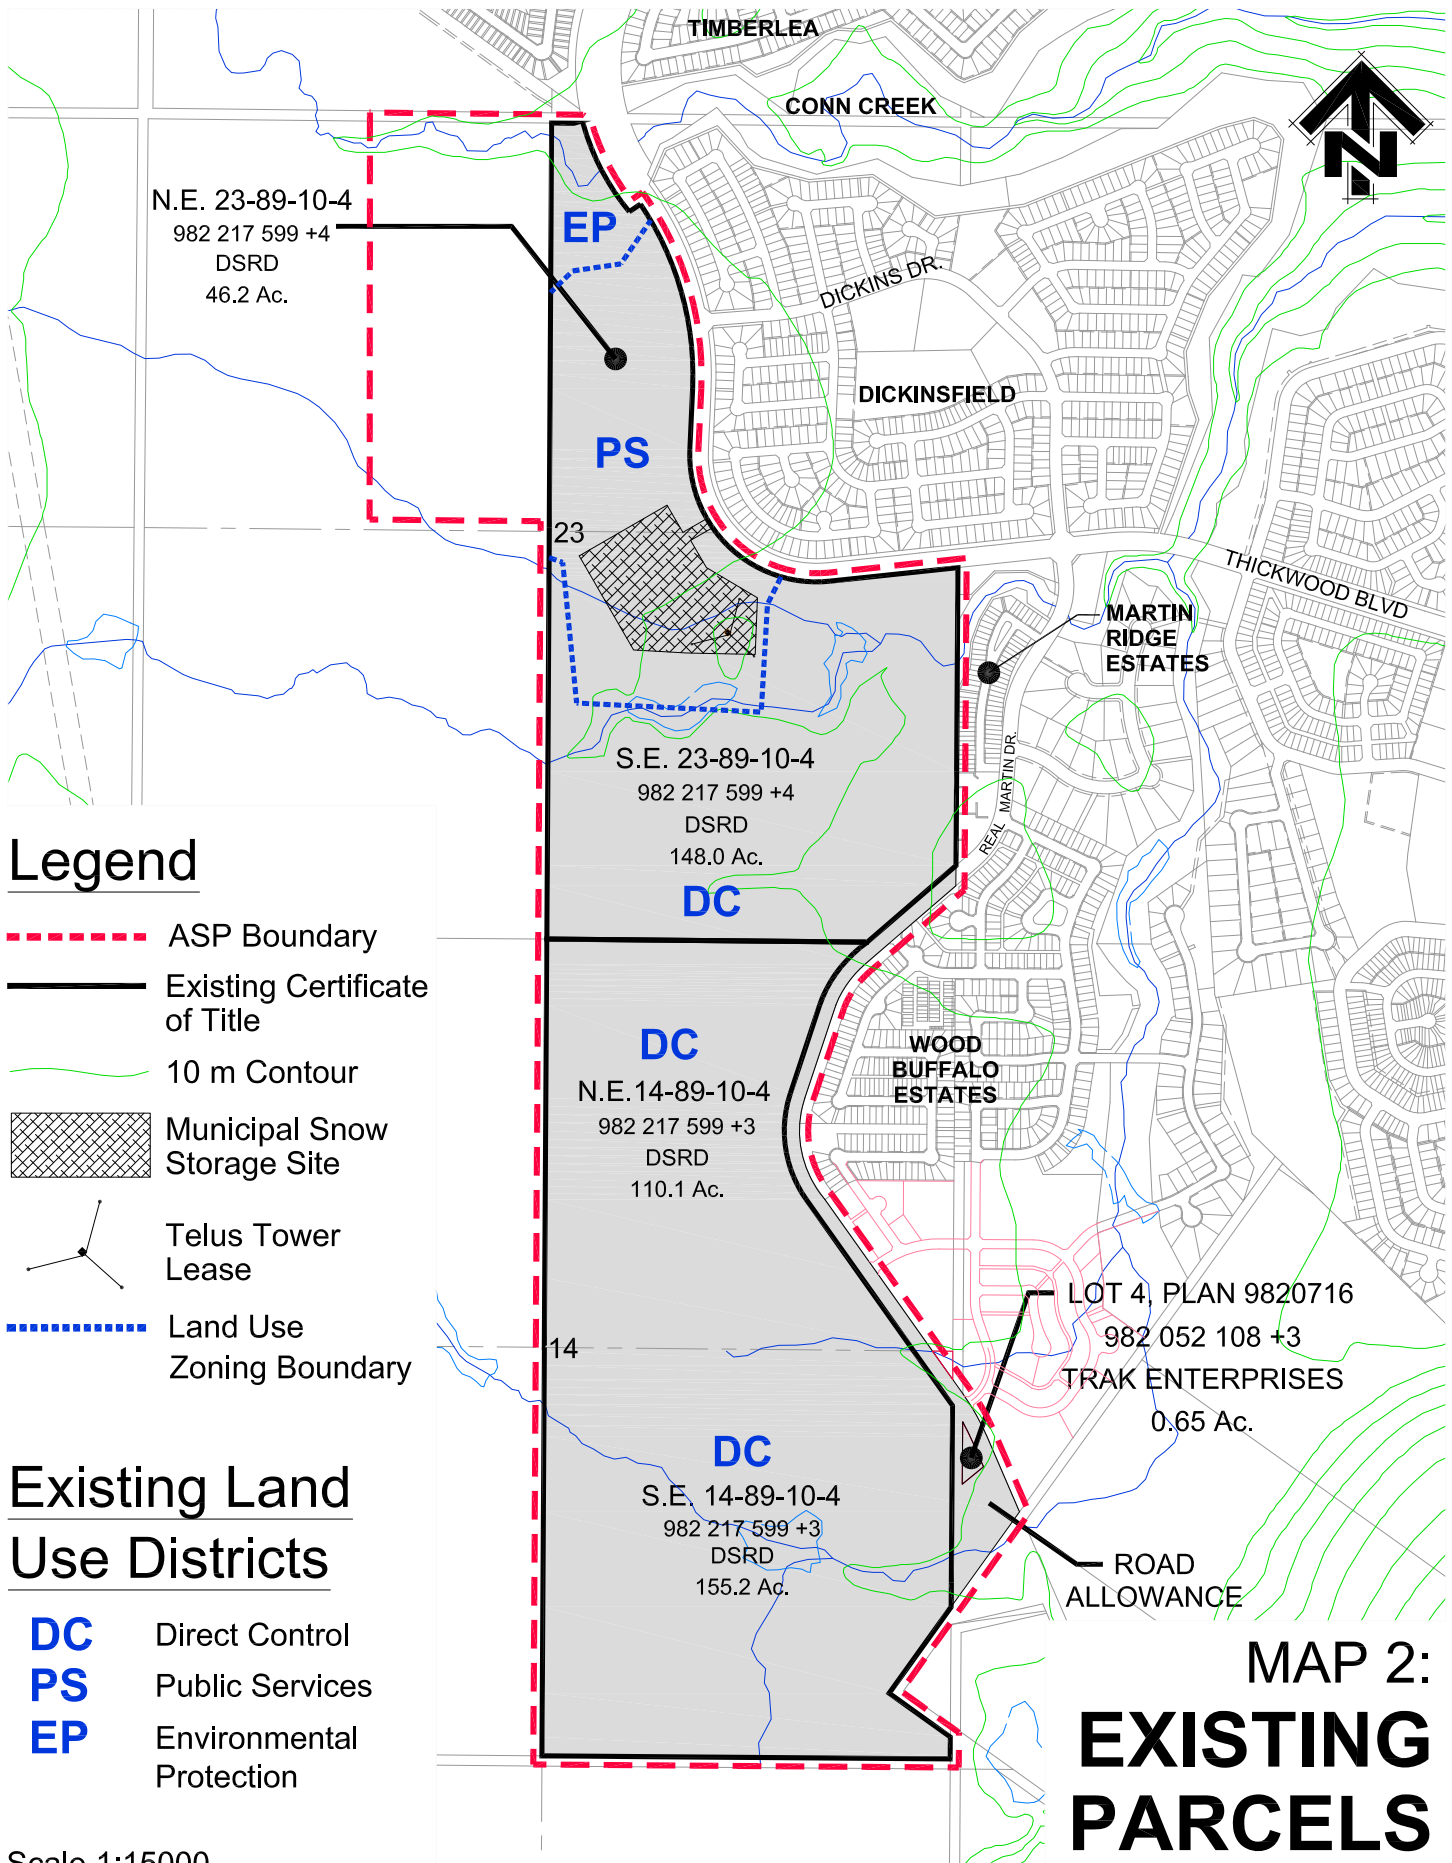 TIMBERLEA
CONN CREEK
N
N.E. 23-89-10-4
982 217 599 +4
DSRD
46.2 Ac.
EP
DICKINS DR.
DICKINSFIELD
PS
23
THICKWOOD BLVD
MARTIN
RIDGE
ESTATES
REAL MARTIN DR.
S.E. 23-89-10-4
982 217 599 +4
DSRD
148.0 Ac.
DC
Legend
ASP Boundary
Existing Certificate
of Title
10 m Contour
Municipal Snow
Storage Site
Telus Tower
Lease
Land Use
Zoning Boundary
DC
N.E.14-89-10-4
982 217 599 +3
DSRD
110.1 Ac.
WOOD
BUFFALO
ESTATES
14
LOT 4, PLAN 9820716
982 052 108 +3
TRAK ENTERPRISES
0.65 Ac.
DC
S.E. 14-89-10-4
982 217 599 +3
DSRD
155.2 Ac.
ROAD
ALLOWANCE
Existing Land
Use Districts
DC Direct Control
PS Public Services
EP Environmental
Protection
Scale 1:15000
MAP 2:
EXISTING
PARCELS